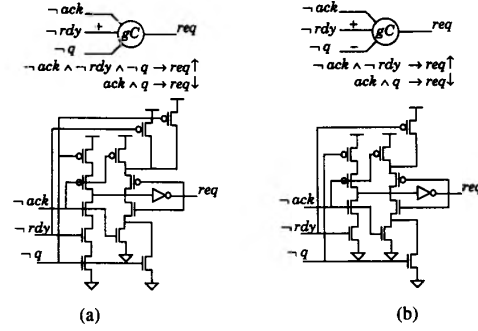 ¬ ack
¬ rdy + gC req
¬ q
¬ ack ∧ ¬ rdy ∧ ¬ q → req↑
ack ∧ q → req↓
req
¬ ack
¬ rdy
¬ q
(a)
¬ ack
¬ rdy + gC req
¬ q −
¬ ack ∧ ¬ rdy ∧ ¬ q → req↑
ack ∧ q → req↓
req
¬ ack
¬ rdy
¬ q
(b)